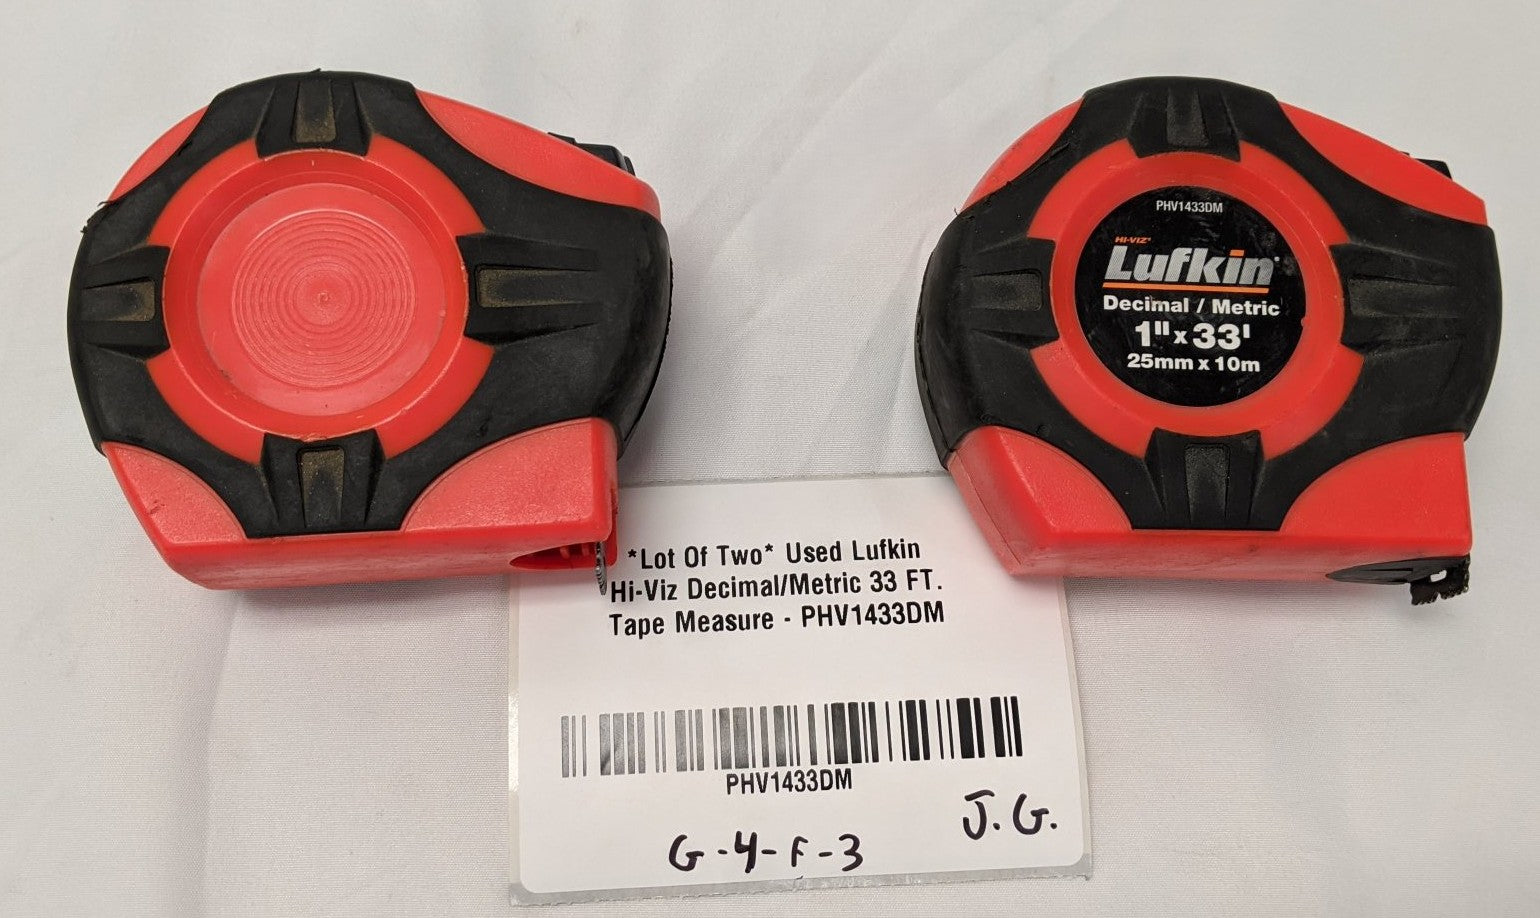 PHV1433DM
HI-VIZ®
Lufkin®
Decimal / Metric
1" x 33'
25mm x 10m
*Lot Of Two* Used Lufkin
Hi-Viz Decimal/Metric 33 FT.
Tape Measure - PHV1433DM
PHV1433DM
J.G.
G-4-F-3